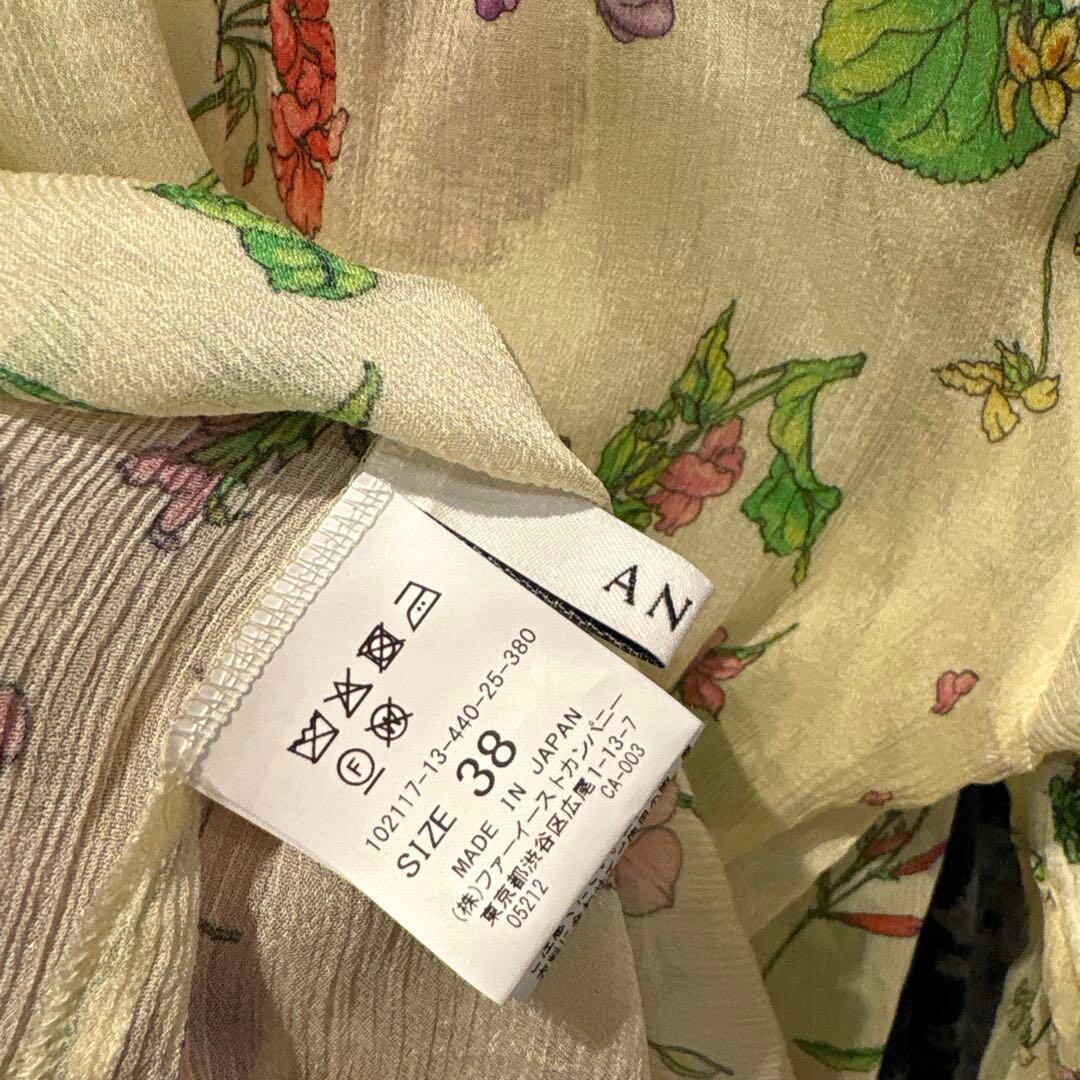 AN
102117-13-440-25-380
SIZE 38
MADE IN JAPAN
(株)ファーイーストカンパニー
東京都渋谷区広尾1-13-7
05212 CA-003
W
F